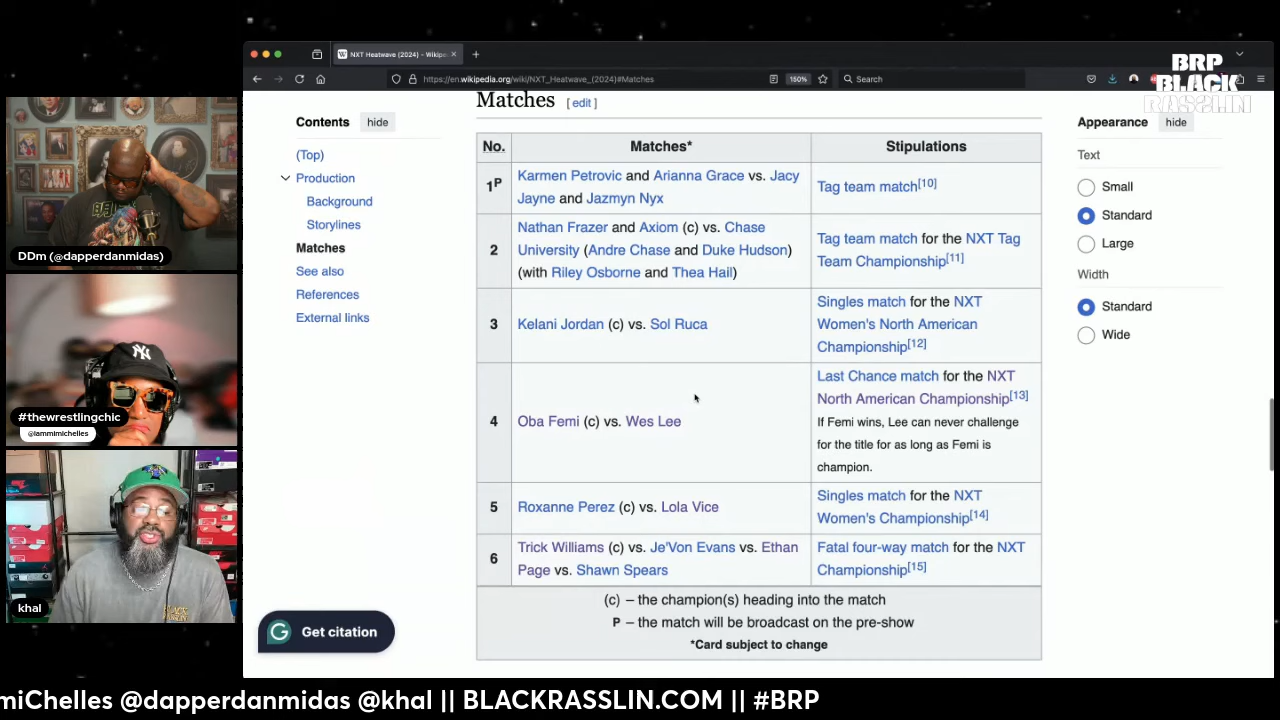 NXT Heatwave (2024) – Wikipe
https://en.wikipedia.org/wiki/NXT_Heatwave_(2024)#Matches
150%
Search
BRP
BLACK
RASSLIN
Contents
hide
(Top)
Production
Background
Storylines
Matches
See also
References
External links
Matches
[ edit ]
No.
Matches*
Stipulations
1P
Karmen Petrovic and Arianna Grace vs. Jacy
Jayne and Jazmyn Nyx
Tag team match[10]
2
Nathan Frazer and Axiom (c) vs. Chase
University (Andre Chase and Duke Hudson)
(with Riley Osborne and Thea Hail)
Tag team match for the NXT Tag
Team Championship[11]
3
Kelani Jordan (c) vs. Sol Ruca
Singles match for the NXT
Women's North American
Championship[12]
4
Oba Femi (c) vs. Wes Lee
Last Chance match for the NXT
North American Championship[13]
If Femi wins, Lee can never challenge
for the title for as long as Femi is
champion.
5
Roxanne Perez (c) vs. Lola Vice
Singles match for the NXT
Women's Championship[14]
6
Trick Williams (c) vs. Je'Von Evans vs. Ethan
Page vs. Shawn Spears
Fatal four-way match for the NXT
Championship[15]
(c) – the champion(s) heading into the match
P – the match will be broadcast on the pre-show
*Card subject to change
Appearance
hide
Text
Small
Standard
Large
Width
Standard
Wide
Get citation
DDm (@dapperdanmidas)
#thewrestlingchic
@iammimichelles
khal
miChelles @dapperdanmidas @khal || BLACKRASSLIN.COM || #BRP